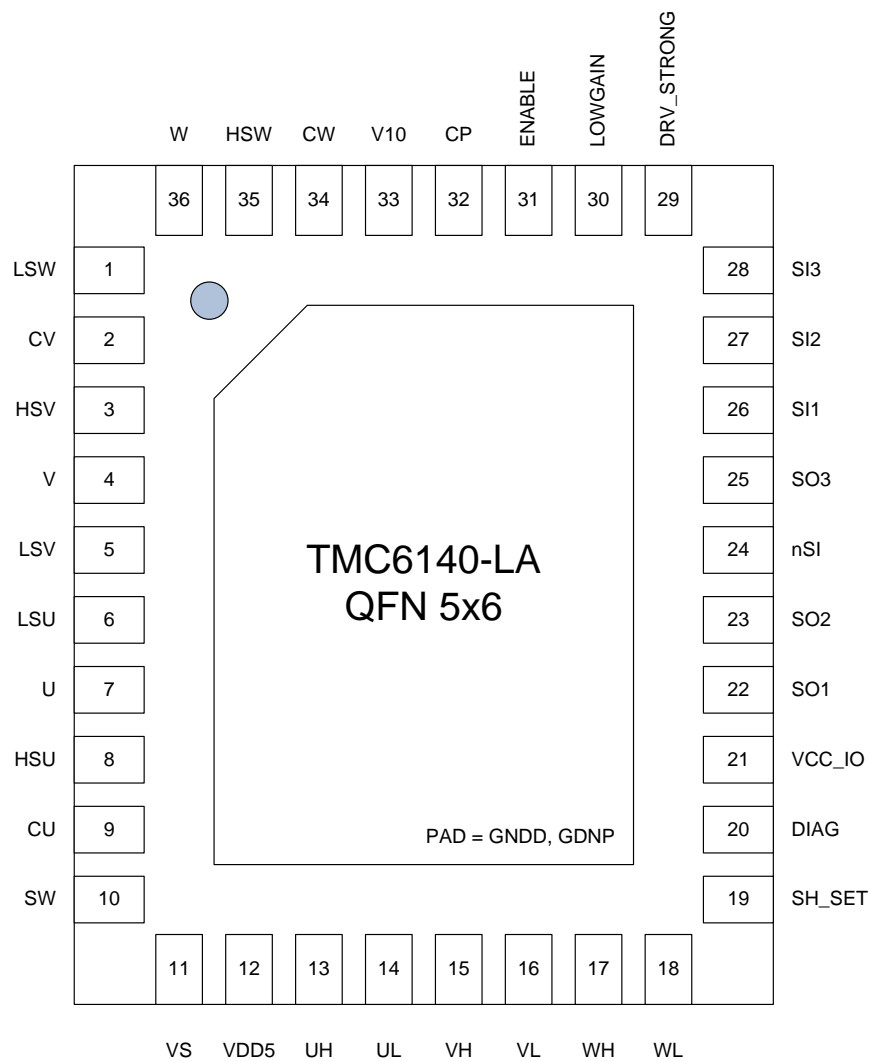 ENABLE
LOWGAIN
DRV_STRONG
W HSW CW V10 CP
36 35 34 33 32 31 30 29
LSW 1 28 SI3
CV 2 27 SI2
HSV 3 26 SI1
V 4 25 SO3
LSV 5 24 nSI
LSU 6 23 SO2
U 7 22 SO1
HSU 8 21 VCC_IO
CU 9 20 DIAG
SW 10 19 SH_SET
TMC6140-LA
QFN 5x6
PAD = GNDD, GDNP
11 12 13 14 15 16 17 18
VS VDD5 UH UL VH VL WH WL